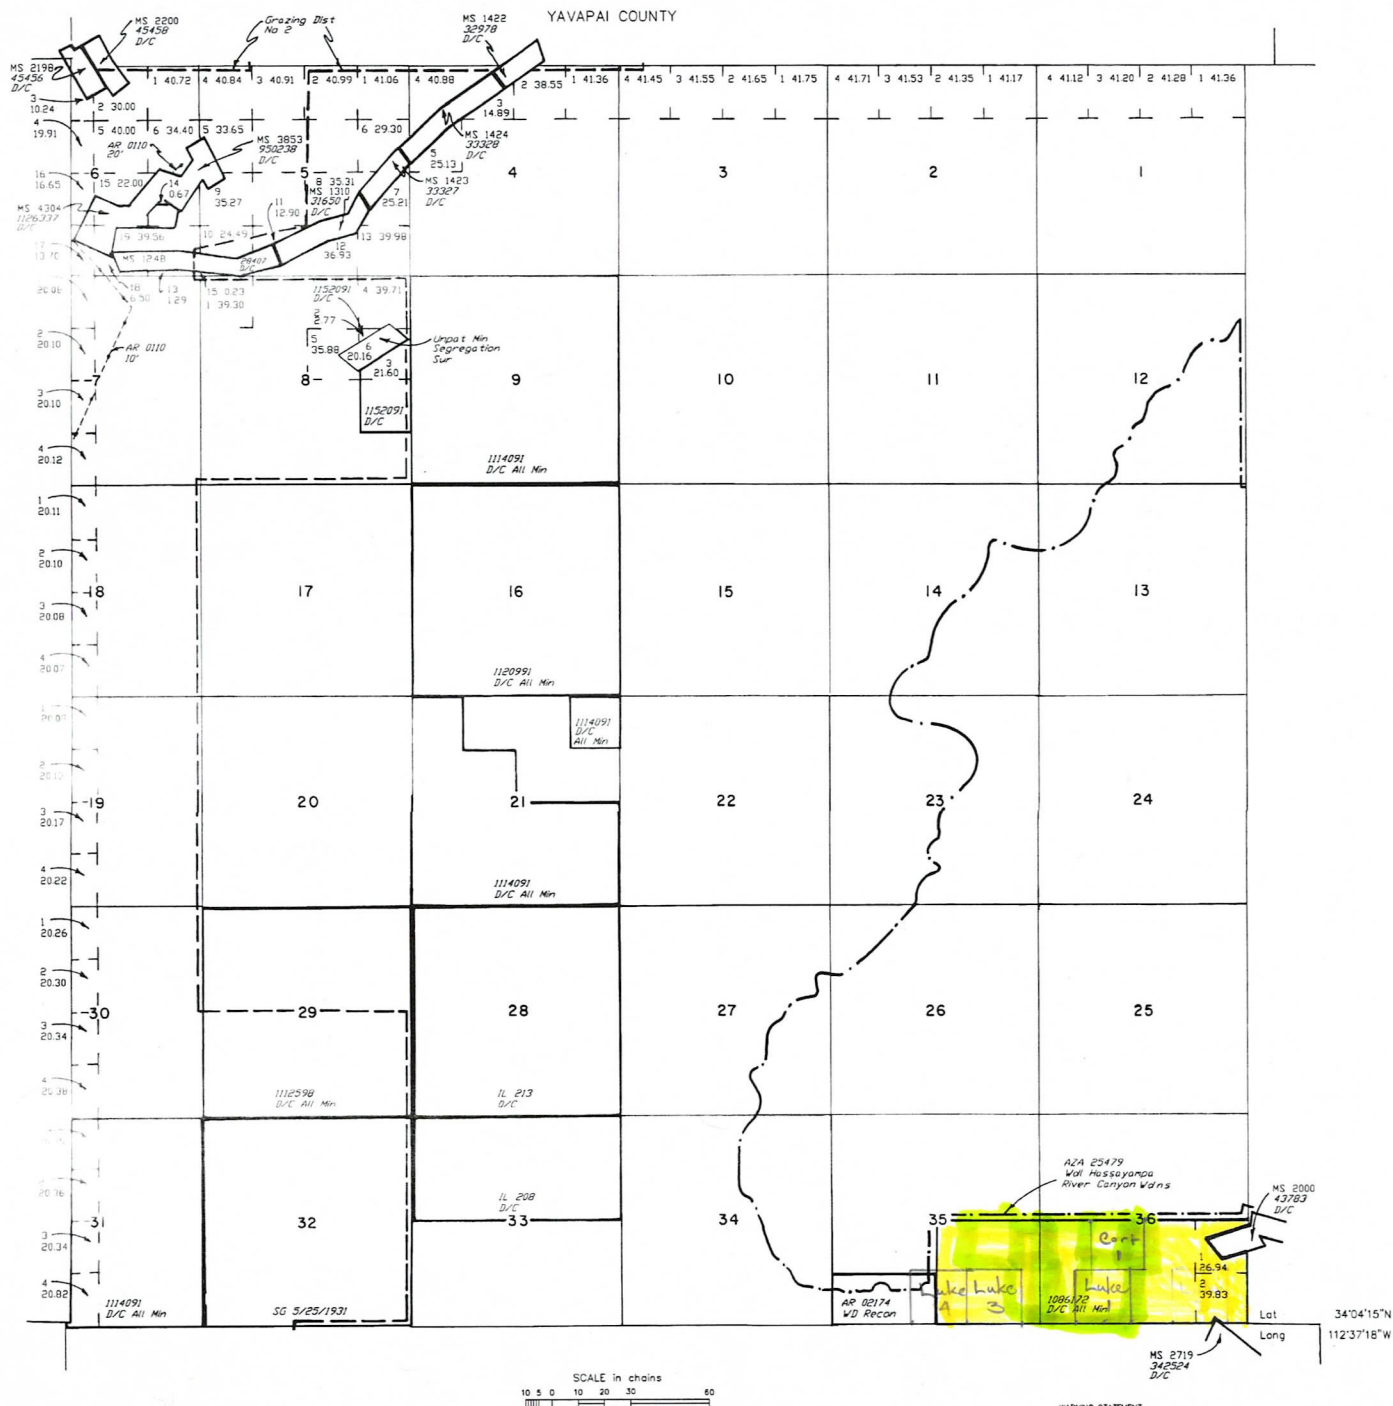 YAVAPAI COUNTY
MS 2200
45458
D/C
Grazing Dist
No 2
MS 1422
32978
D/C
MS 2198
45456
D/C
1 40.72
4 40.84
3 40.91
2 40.99
1 41.06
4 40.88
1 41.36
4 41.45
3 41.55
2 41.65
1 41.75
4 41.71
3 41.53
2 41.35
1 41.17
4 41.12
3 41.20
2 41.28
1 41.36
2 38.55
3
10.24
2 30.00
3
14.89
4
19.91
5 40.00
6 34.40
5 33.65
6 29.30
MS 1424
33328
D/C
AR 0110
20'
MS 3853
950238
D/C
5
25.13
MS 1423
33327
D/C
6
5
4
3
2
1
16
16.65
15 22.00
14
0.67
9
35.27
8 35.31
MS 1310
31650
D/C
7
25.21
MS 4304
1126337
D/C
11
12.90
17
13.70
19 39.56
10 24.49
12
36.93
13 39.98
MS 1248
28407
D/C
20.08
18
6.50
13
1.29
15 0.23
1 39.30
1152091
D/C
4 39.71
2
2.77
2
20.10
AR 0110
10'
5
35.88
6
20.16
3
21.60
Unpat Min
Segregation
Sur
7
8
9
10
11
12
3
20.10
1152091
D/C
4
20.12
1114091
D/C All Min
1
20.11
2
20.10
18
17
16
15
14
13
3
20.08
4
20.07
1120991
D/C All Min
1114091
D/C
All Min
19
20
21
22
23
24
3
20.17
4
20.22
1114091
D/C All Min
1
20.26
2
20.30
30
29
28
27
26
25
3
20.34
4
20.38
1112598
D/C All Min
IL 213
D/C
AZA 25479
Wdl Hassayampa
River Canyon Wdns
MS 2000
43783
D/C
IL 208
D/C
31
32
33
34
35
36
3
20.34
Cort
1
1
26.94
2
39.83
4
20.82
1114091
D/C All Min
SG 5/25/1931
AR 02174
WD Recon
Luke
4
Luke
3
Luke
1
1086172
D/C All Min
Lat 34°04'15"N
Long 112°37'18"W
MS 2719
342524
D/C
SCALE in chains
10 5 0 10 20 30 60